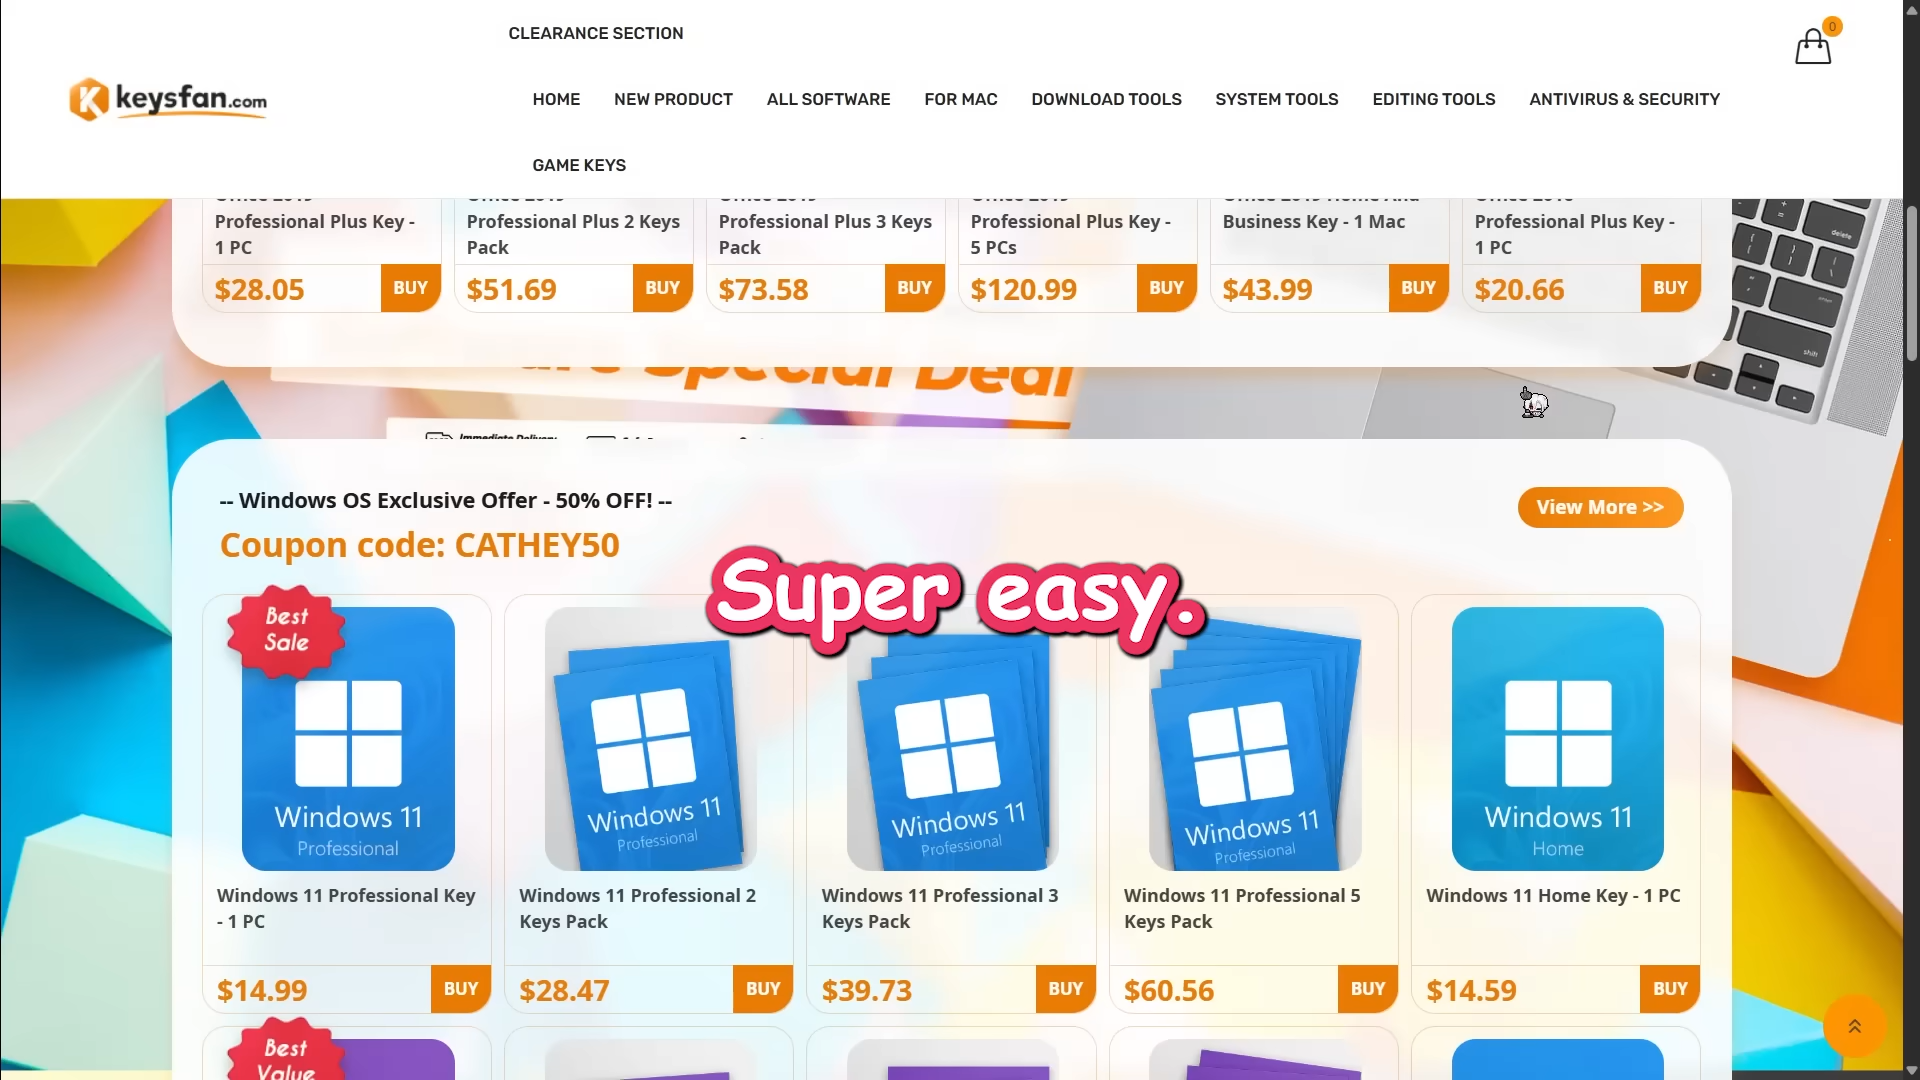 CLEARANCE SECTION
0
keysfan.com
HOME
NEW PRODUCT
ALL SOFTWARE
FOR MAC
DOWNLOAD TOOLS
SYSTEM TOOLS
EDITING TOOLS
ANTIVIRUS & SECURITY
GAME KEYS
Professional Plus Key -
1 PC
$28.05
BUY
Professional Plus 2 Keys
Pack
$51.69
BUY
Professional Plus 3 Keys
Pack
$73.58
BUY
Professional Plus Key -
5 PCs
$120.99
BUY
Business Key - 1 Mac
$43.99
BUY
Professional Plus Key -
1 PC
$20.66
BUY
delete
shift
Special Deal
Immediate Delivery
-- Windows OS Exclusive Offer - 50% OFF! --
View More >>
Coupon code: CATHEY50
Super easy.
Best
Sale
Windows 11
Professional
Windows 11 Professional Key
- 1 PC
$14.99
BUY
Windows 11
Professional
Windows 11 Professional 2
Keys Pack
$28.47
BUY
Windows 11
Professional
Windows 11 Professional 3
Keys Pack
$39.73
BUY
Windows 11
Professional
Windows 11 Professional 5
Keys Pack
$60.56
BUY
Windows 11
Home
Windows 11 Home Key - 1 PC
$14.59
BUY
Best
Value